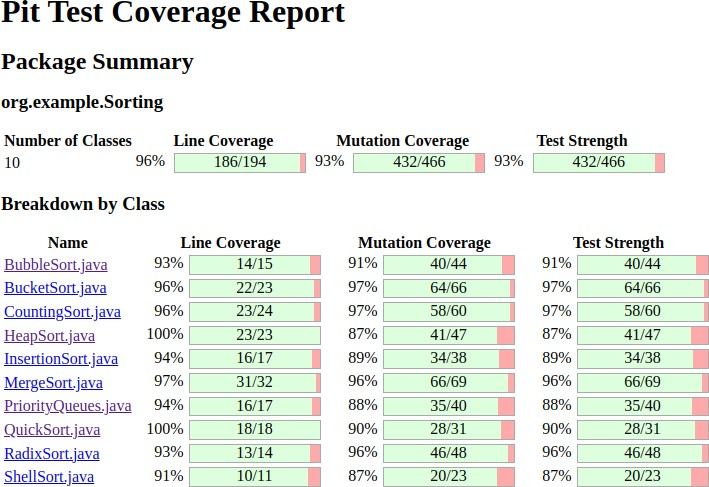 Pit Test Coverage Report
Package Summary
org.example.Sorting
Number of Classes Line Coverage Mutation Coverage Test Strength
10 96% 186/194 93% 432/466 93% 432/466
Breakdown by Class
Name Line Coverage Mutation Coverage Test Strength
BubbleSort.java 93% 14/15 91% 40/44 91% 40/44
BucketSort.java 96% 22/23 97% 64/66 97% 64/66
CountingSort.java 96% 23/24 97% 58/60 97% 58/60
HeapSort.java 100% 23/23 87% 41/47 87% 41/47
InsertionSort.java 94% 16/17 89% 34/38 89% 34/38
MergeSort.java 97% 31/32 96% 66/69 96% 66/69
PriorityQueues.java 94% 16/17 88% 35/40 88% 35/40
QuickSort.java 100% 18/18 90% 28/31 90% 28/31
RadixSort.java 93% 13/14 96% 46/48 96% 46/48
ShellSort.java 91% 10/11 87% 20/23 87% 20/23